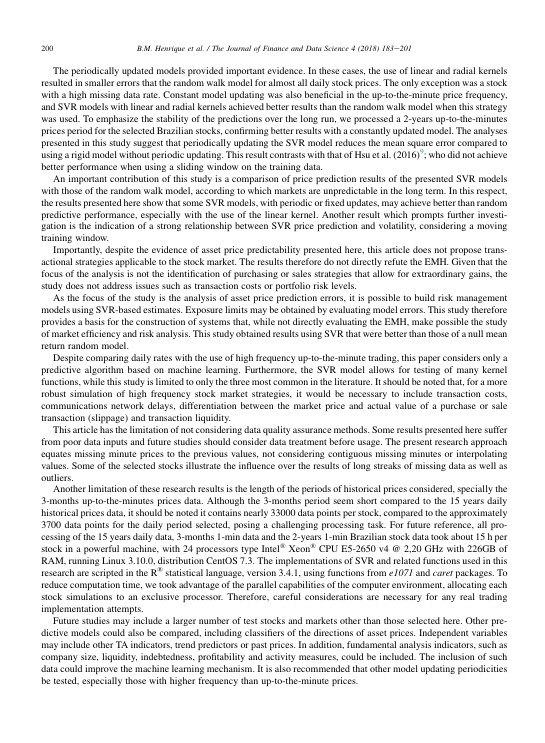 200 B.M. Henrique et al. / The Journal of Finance and Data Science 4 (2018) 183–201
The periodically updated models provided important evidence. In these cases, the use of linear and radial kernels
resulted in smaller errors that the random walk model for almost all daily stock prices. The only exception was a stock
with a high missing data rate. Constant model updating was also beneficial in the up-to-the-minute price frequency,
and SVR models with linear and radial kernels achieved better results than the random walk model when this strategy
was used. To emphasize the stability of the predictions over the long run, we processed a 2-years up-to-the-minutes
prices period for the selected Brazilian stocks, confirming better results with a constantly updated model. The analyses
presented in this study suggest that periodically updating the SVR model reduces the mean square error compared to
using a rigid model without periodic updating. This result contrasts with that of Hsu et al. (2016)⁹; who did not achieve
better performance when using a sliding window on the training data.
An important contribution of this study is a comparison of price prediction results of the presented SVR models
with those of the random walk model, according to which markets are unpredictable in the long term. In this respect,
the results presented here show that some SVR models, with periodic or fixed updates, may achieve better than random
predictive performance, especially with the use of the linear kernel. Another result which prompts further investi-
gation is the indication of a strong relationship between SVR price prediction and volatility, considering a moving
training window.
Importantly, despite the evidence of asset price predictability presented here, this article does not propose trans-
actional strategies applicable to the stock market. The results therefore do not directly refute the EMH. Given that the
focus of the analysis is not the identification of purchasing or sales strategies that allow for extraordinary gains, the
study does not address issues such as transaction costs or portfolio risk levels.
As the focus of the study is the analysis of asset price prediction errors, it is possible to build risk management
models using SVR-based estimates. Exposure limits may be obtained by evaluating model errors. This study therefore
provides a basis for the construction of systems that, while not directly evaluating the EMH, make possible the study
of market efficiency and risk analysis. This study obtained results using SVR that were better than those of a null mean
return random model.
Despite comparing daily rates with the use of high frequency up-to-the-minute trading, this paper considers only a
predictive algorithm based on machine learning. Furthermore, the SVR model allows for testing of many kernel
functions, while this study is limited to only the three most common in the literature. It should be noted that, for a more
robust simulation of high frequency stock market strategies, it would be necessary to include transaction costs,
communications network delays, differentiation between the market price and actual value of a purchase or sale
transaction (slippage) and transaction liquidity.
This article has the limitation of not considering data quality assurance methods. Some results presented here suffer
from poor data inputs and future studies should consider data treatment before usage. The present research approach
equates missing minute prices to the previous values, not considering contiguous missing minutes or interpolating
values. Some of the selected stocks illustrate the influence over the results of long streaks of missing data as well as
outliers.
Another limitation of these research results is the length of the periods of historical prices considered, specially the
3-months up-to-the-minutes prices data. Although the 3-months period seem short compared to the 15 years daily
historical prices data, it should be noted it contains nearly 33000 data points per stock, compared to the approximately
3700 data points for the daily period selected, posing a challenging processing task. For future reference, all pro-
cessing of the 15 years daily data, 3-months 1-min data and the 2-years 1-min Brazilian stock data took about 15 h per
stock in a powerful machine, with 24 processors type Intel® Xeon® CPU E5-2650 v4 @ 2,20 GHz with 226GB of
RAM, running Linux 3.10.0, distribution CentOS 7.3. The implementations of SVR and related functions used in this
research are scripted in the R® statistical language, version 3.4.1, using functions from e1071 and caret packages. To
reduce computation time, we took advantage of the parallel capabilities of the computer environment, allocating each
stock simulations to an exclusive processor. Therefore, careful considerations are necessary for any real trading
implementation attempts.
Future studies may include a larger number of test stocks and markets other than those selected here. Other pre-
dictive models could also be compared, including classifiers of the directions of asset prices. Independent variables
may include other TA indicators, trend predictors or past prices. In addition, fundamental analysis indicators, such as
company size, liquidity, indebtedness, profitability and activity measures, could be included. The inclusion of such
data could improve the machine learning mechanism. It is also recommended that other model updating periodicities
be tested, especially those with higher frequency than up-to-the-minute prices.